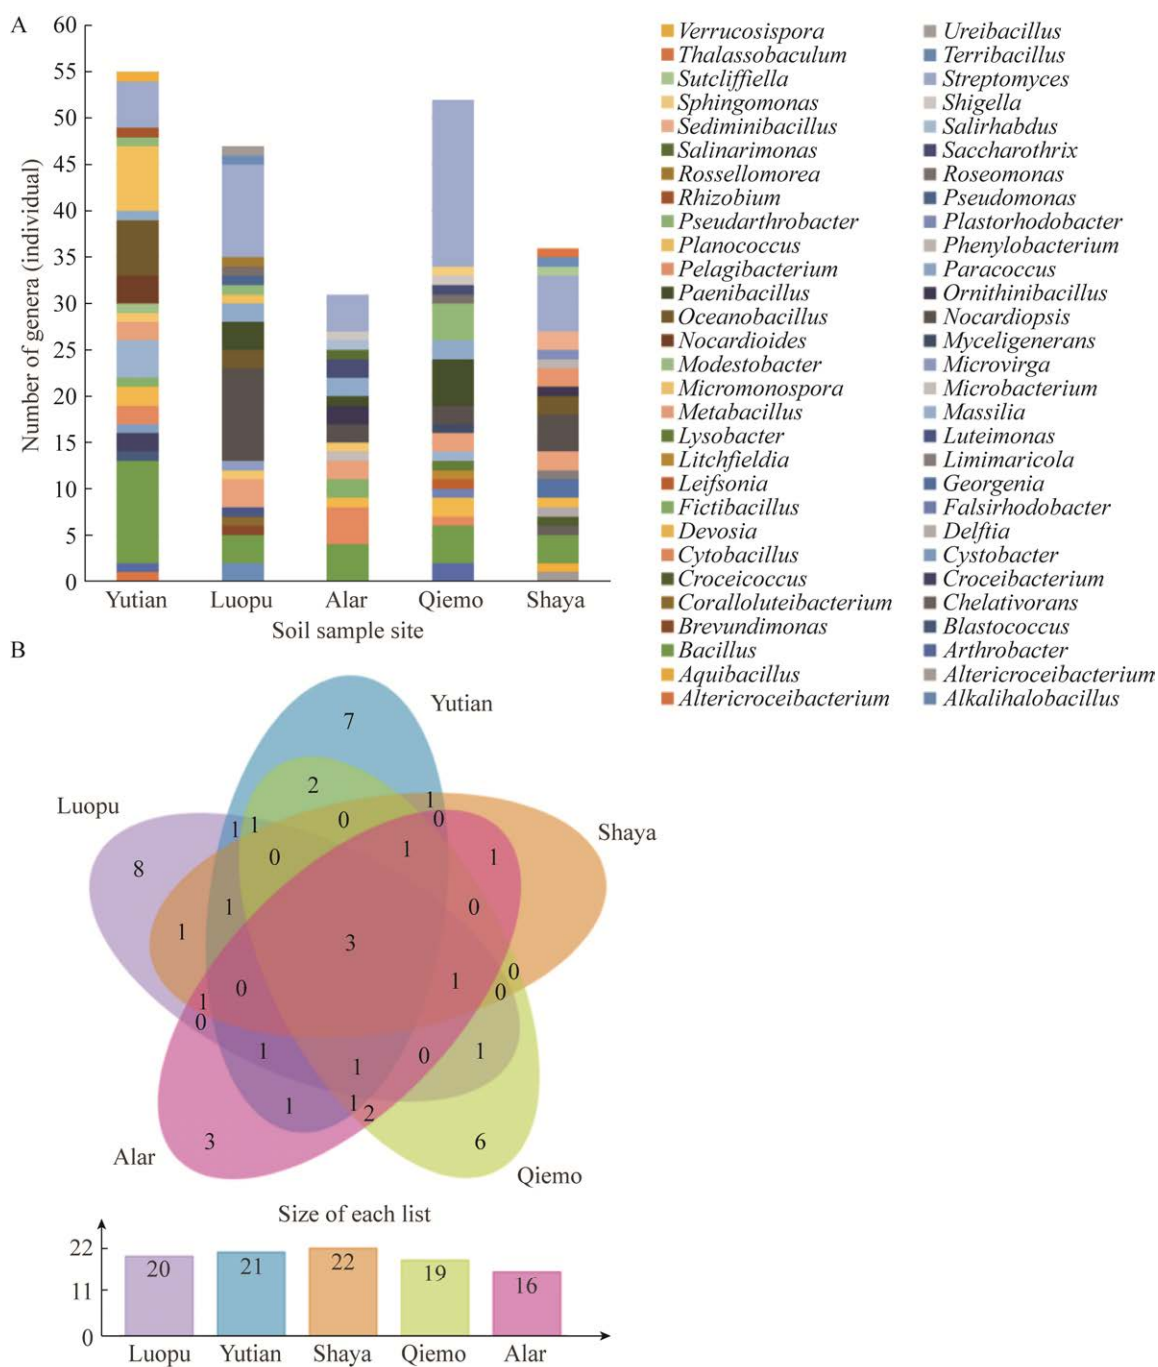 A
60
55
50
45
40
35
30
25
20
15
10
5
0
Number of genera (individual)
Yutian Luopu Alar Qiemo Shaya
Soil sample site
Verrucosispora Ureibacillus
Thalassobaculum Terribacillus
Sutcliffiella Streptomyces
Sphingomonas Shigella
Sediminibacillus Salirhabdus
Salinarimonas Saccharothrix
Rossellomorea Roseomonas
Rhizobium Pseudomonas
Pseudarthrobacter Plastorhodobacter
Planococcus Phenylobacterium
Pelagibacterium Paracoccus
Paenibacillus Ornithinibacillus
Oceanobacillus Nocardiopsis
Nocardioides Myceligenerans
Modestobacter Microvirga
Micromonospora Microbacterium
Metabacillus Massilia
Lysobacter Luteimonas
Litchfieldia Limimaricola
Leifsonia Georgenia
Fictibacillus Falsirhodobacter
Devosia Delftia
Cytobacillus Cystobacter
Croceicoccus Croceibacterium
Coralloluteibacterium Chelativorans
Brevundimonas Blastococcus
Bacillus Arthrobacter
Aquibacillus Altericroceibacterium
Altericroceibacterium Alkalihalobacillus
B
Yutian
7
2
Luopu
1
Shaya
1 1 0 0
8 0 1 1
1 1 0
3
0 1 0
1 0
0
1 1 0 1
1 1 2
Alar 3 6
Qiemo
Size of each list
22
11
0
20 21 22 19 16
Luopu Yutian Shaya Qiemo Alar